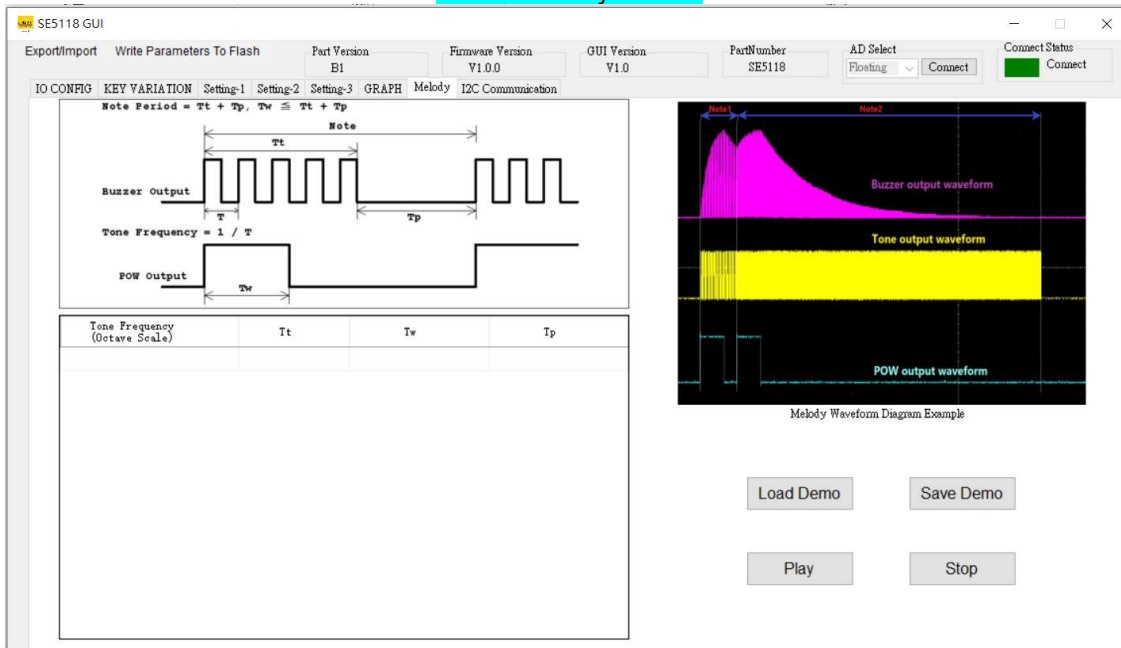 SE5118 GUI
Export/Import Write Parameters To Flash
Part Version
B1
Firmware Version
V1.0.0
GUI Version
V1.0
PartNumber
SE5118
AD Select
Floating Connect
Connect Status
Connect
IO CONFIG KEY VARIATION Setting-1 Setting-2 Setting-3 GRAPH Melody I2C Communication
Note Period = Tt + Tp, Tw ≦ Tt + Tp
Note
Tt
Buzzer Output
T Tp
Tone Frequency = 1 / T
POW Output
Tw
Tone Frequency
(Octave Scale) Tt Tw Tp
Note1 Note2
Buzzer output waveform
Tone output waveform
POW output waveform
Melody Waveform Diagram Example
Load Demo Save Demo
Play Stop